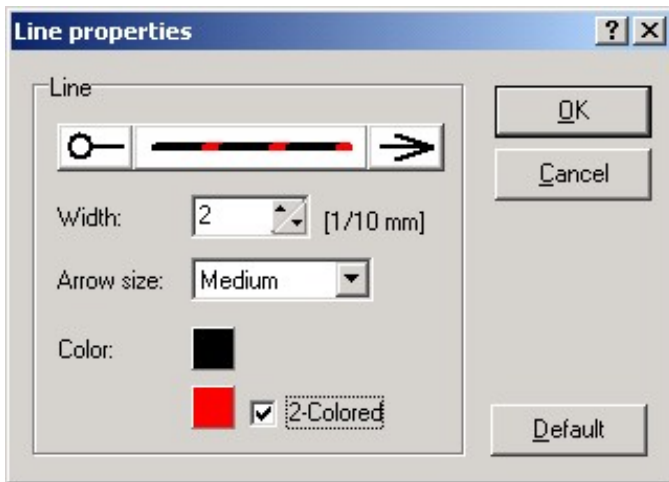 Line properties
Line
OK
Cancel
Width: 2 [1/10 mm]
Arrow size: Medium
Color:
2-Colored
Default